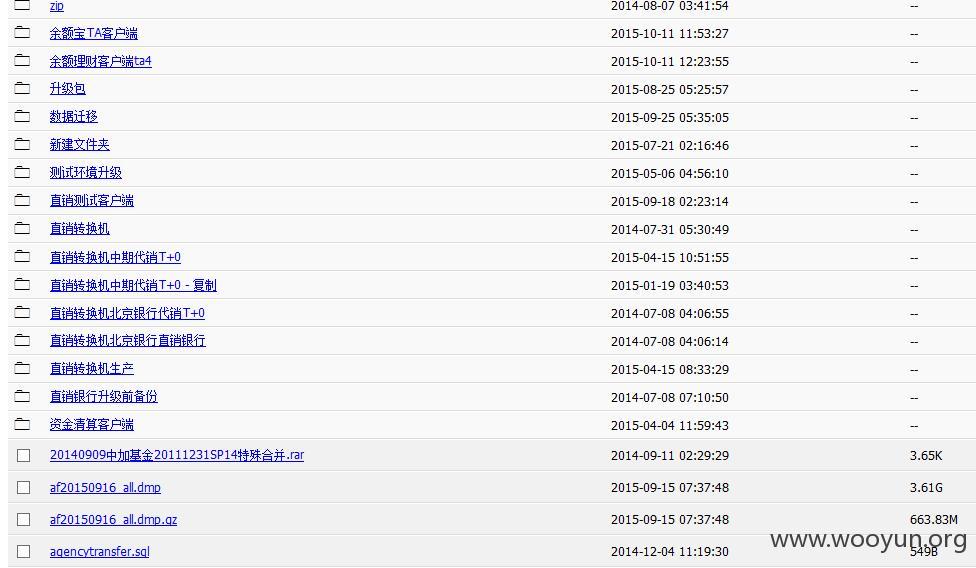 zip 2014-08-07 03:41:54 --
余额宝TA客户端 2015-10-11 11:53:27 --
余额理财客户端ta4 2015-10-11 12:23:55 --
升级包 2015-08-25 05:25:57 --
数据迁移 2015-09-25 05:35:05 --
新建文件夹 2015-07-21 02:16:46 --
测试环境升级 2015-05-06 04:56:10 --
直销测试客户端 2015-09-18 02:23:14 --
直销转换机 2014-07-31 05:30:49 --
直销转换机中期代销T+0 2015-04-15 10:51:55 --
直销转换机中期代销T+0 - 复制 2015-01-19 03:40:53 --
直销转换机北京银行代销T+0 2014-07-08 04:06:55 --
直销转换机北京银行直销银行 2014-07-08 04:06:14 --
直销转换机生产 2015-04-15 08:33:29 --
直销银行升级前备份 2014-07-08 07:10:50 --
资金清算客户端 2015-04-04 11:59:43 --
20140909中加基金20111231SP14特殊合并.rar 2014-09-11 02:29:29 3.65K
af20150916_all.dmp 2015-09-15 07:37:48 3.61G
af20150916_all.dmp.gz 2015-09-15 07:37:48 663.83M
agencytransfer.sql 2014-12-04 11:19:30 549B
www.wooyun.org